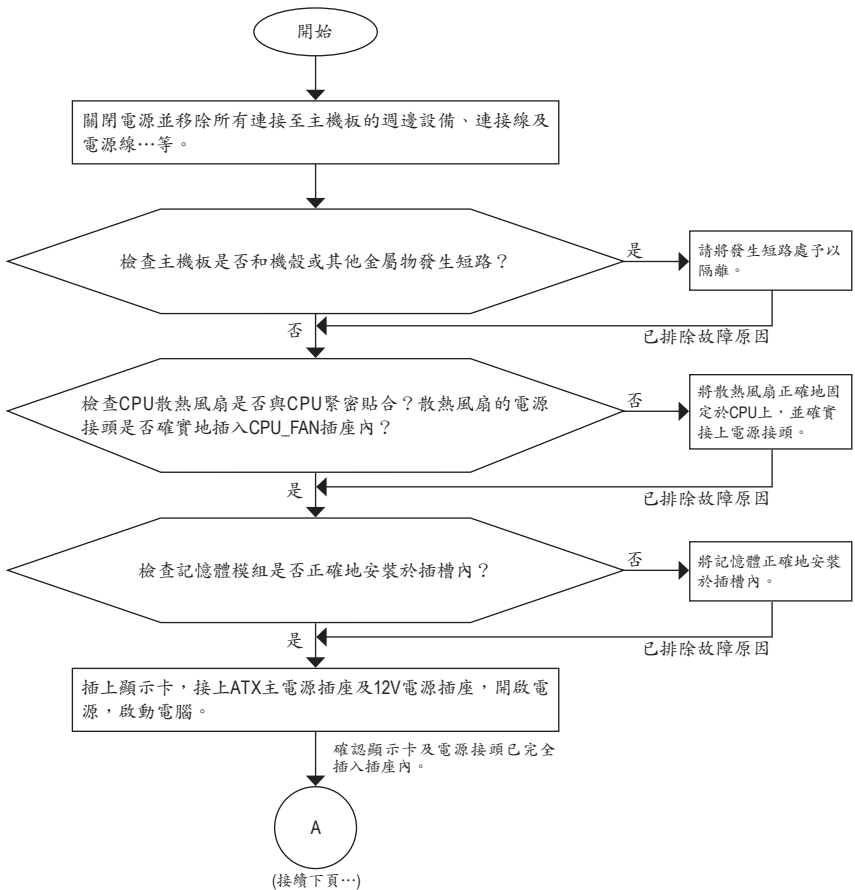 開始
關閉電源並移除所有連接至主機板的週邊設備、連接線及
電源線…等。
檢查主機板是否和機殼或其他金屬物發生短路？
是
請將發生短路處予以
隔離。
否
已排除故障原因
檢查CPU散熱風扇是否與CPU緊密貼合？散熱風扇的電源
接頭是否確實地插入CPU_FAN插座內？
否
將散熱風扇正確地固
定於CPU上，並確實
接上電源接頭。
是
已排除故障原因
檢查記憶體模組是否正確地安裝於插槽內？
否
將記憶體正確地安裝
於插槽內。
是
已排除故障原因
插上顯示卡，接上ATX主電源插座及12V電源插座，開啟電
源，啟動電腦。
確認顯示卡及電源接頭已完全
插入插座內。
A
(接續下頁…)